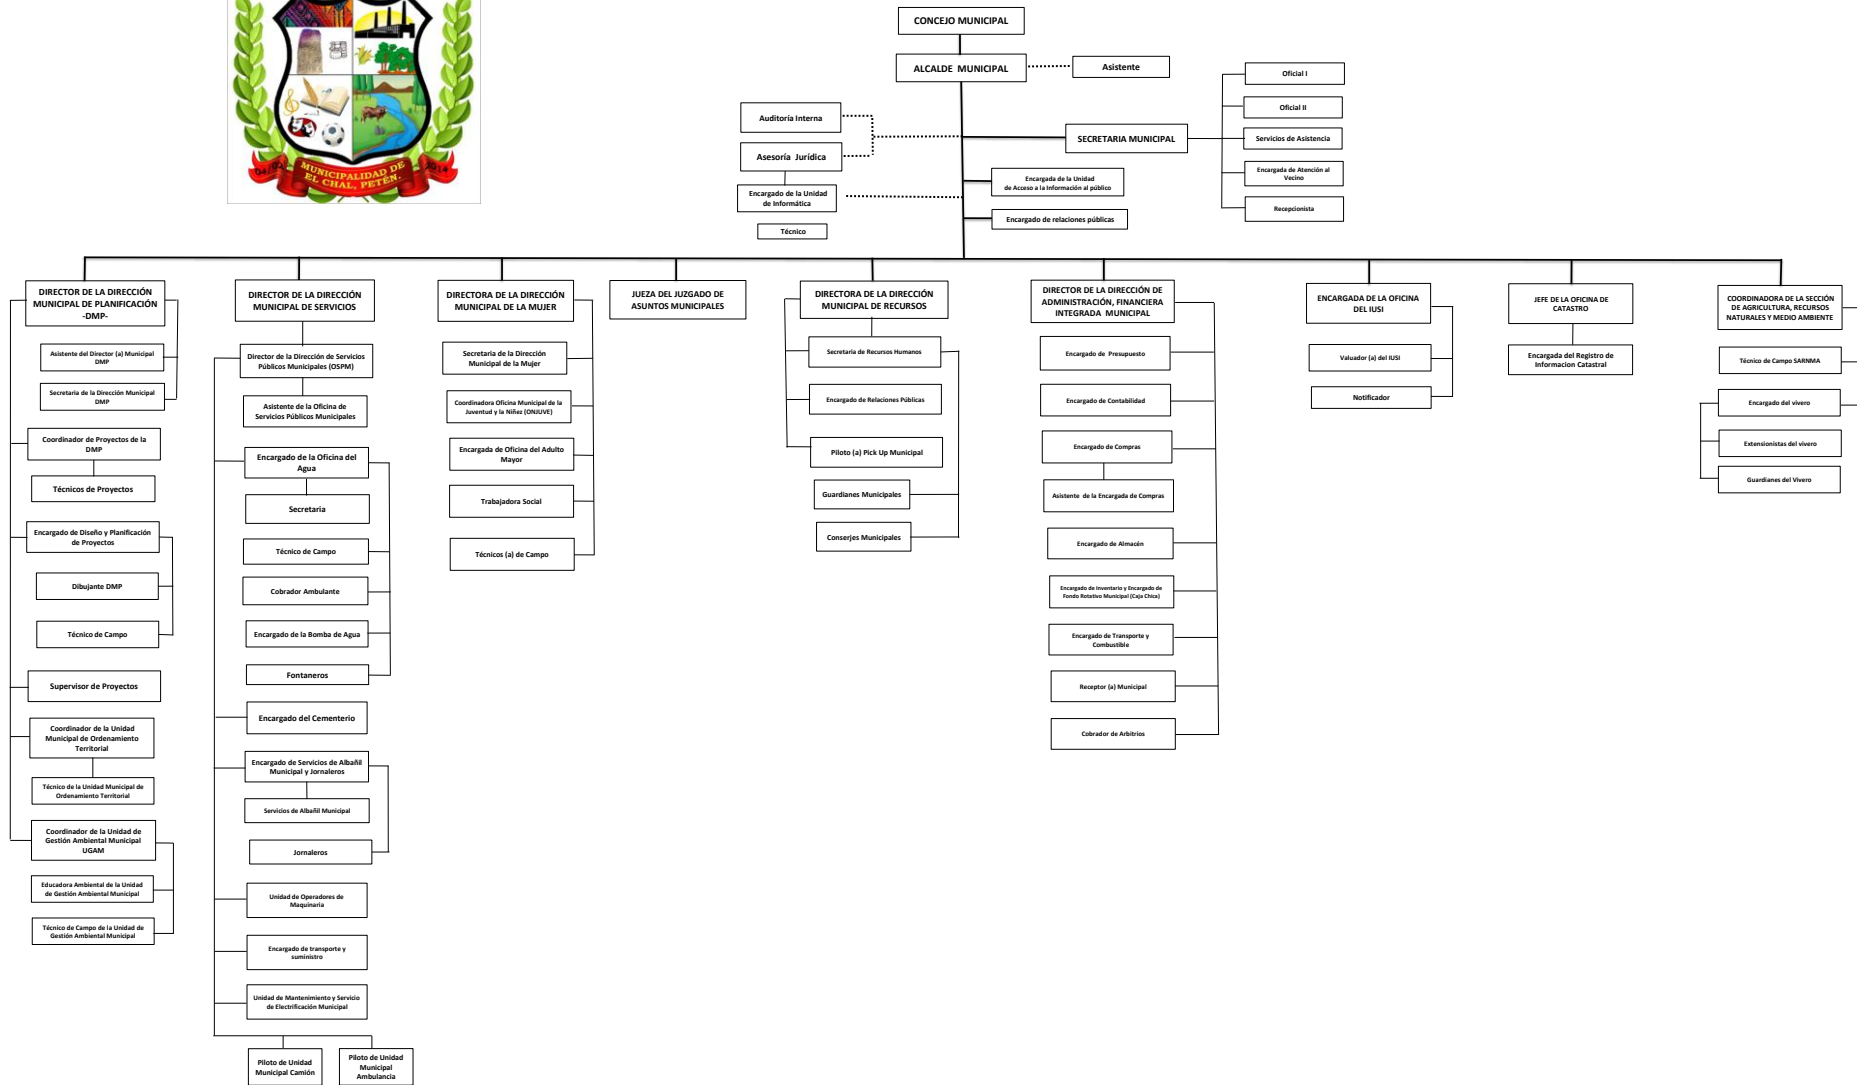 04/02
2014
MUNICIPALIDAD DE
EL CHAL, PETÉN.
CONCEJO MUNICIPAL
ALCALDE MUNICIPAL
Asistente
Auditoría Interna
Asesoría Jurídica
Encargado de la Unidad
de Informática
Técnico
SECRETARIA MUNICIPAL
Oficial I
Oficial II
Servicios de Asistencia
Encargada de Atención al
Vecino
Recepcionista
Encargada de la Unidad
de Acceso a la Información al público
Encargado de relaciones públicas
DIRECTOR DE LA DIRECCIÓN
MUNICIPAL DE PLANIFICACIÓN
-DMP-
Asistente del Director (a) Municipal
DMP
Secretaria de la Dirección Municipal
DMP
Coordinador de Proyectos de la
DMP
Técnicos de Proyectos
Encargado de Diseño y Planificación
de Proyectos
Dibujante DMP
Técnico de Campo
Supervisor de Proyectos
Coordinador de la Unidad
Municipal de Ordenamiento
Territorial
Técnico de la Unidad Municipal de
Ordenamiento Territorial
Coordinador de la Unidad de
Gestión Ambiental Municipal
UGAM
Educadora Ambiental de la Unidad
de Gestión Ambiental Municipal
Técnico de Campo de la Unidad de
Gestión Ambiental Municipal
DIRECTOR DE LA DIRECCIÓN
MUNICIPAL DE SERVICIOS
Director de la Dirección de Servicios
Públicos Municipales (OSPM)
Asistente de la Oficina de
Servicios Públicos Municipales
Encargado de la Oficina del
Agua
Secretaria
Técnico de Campo
Cobrador Ambulante
Encargado de la Bomba de Agua
Fontaneros
Encargado del Cementerio
Encargado de Servicios de Albañil
Municipal y Jornaleros
Servicios de Albañil Municipal
Jornaleros
Unidad de Operadores de
Maquinaria
Encargado de transporte y
suministro
Unidad de Mantenimiento y Servicio
de Electrificación Municipal
Piloto de Unidad
Municipal Camión
Piloto de Unidad
Municipal
Ambulancia
DIRECTORA DE LA DIRECCIÓN
MUNICIPAL DE LA MUJER
Secretaria de la Dirección
Municipal de la Mujer
Coordinadora Oficina Municipal de la
Juventud y la Niñez (ONJUVE)
Encargada de Oficina del Adulto
Mayor
Trabajadora Social
Técnicos (a) de Campo
JUEZA DEL JUZGADO DE
ASUNTOS MUNICIPALES
DIRECTORA DE LA DIRECCIÓN
MUNICIPAL DE RECURSOS
Secretaria de Recursos Humanos
Encargado de Relaciones Públicas
Piloto (a) Pick Up Municipal
Guardianes Municipales
Conserjes Municipales
DIRECTOR DE LA DIRECCIÓN DE
ADMINISTRACIÓN, FINANCIERA
INTEGRADA MUNICIPAL
Encargado de Presupuesto
Encargado de Contabilidad
Encargado de Compras
Asistente de la Encargada de Compras
Encargado de Almacén
Encargado de Inventario y Encargado de
Fondo Rotativo Municipal (Caja Chica)
Encargado de Transporte y
Combustible
Receptor (a) Municipal
Cobrador de Arbitrios
ENCARGADA DE LA OFICINA
DEL IUSI
Valuador (a) del IUSI
Notificador
JEFE DE LA OFICINA DE
CATASTRO
Encargada del Registro de
Informacion Catastral
COORDINADORA DE LA SECCIÓN
DE AGRICULTURA, RECURSOS
NATURALES Y MEDIO AMBIENTE
Técnico de Campo SARNMA
Encargado del vivero
Extensionistas del vivero
Guardianes del Vivero